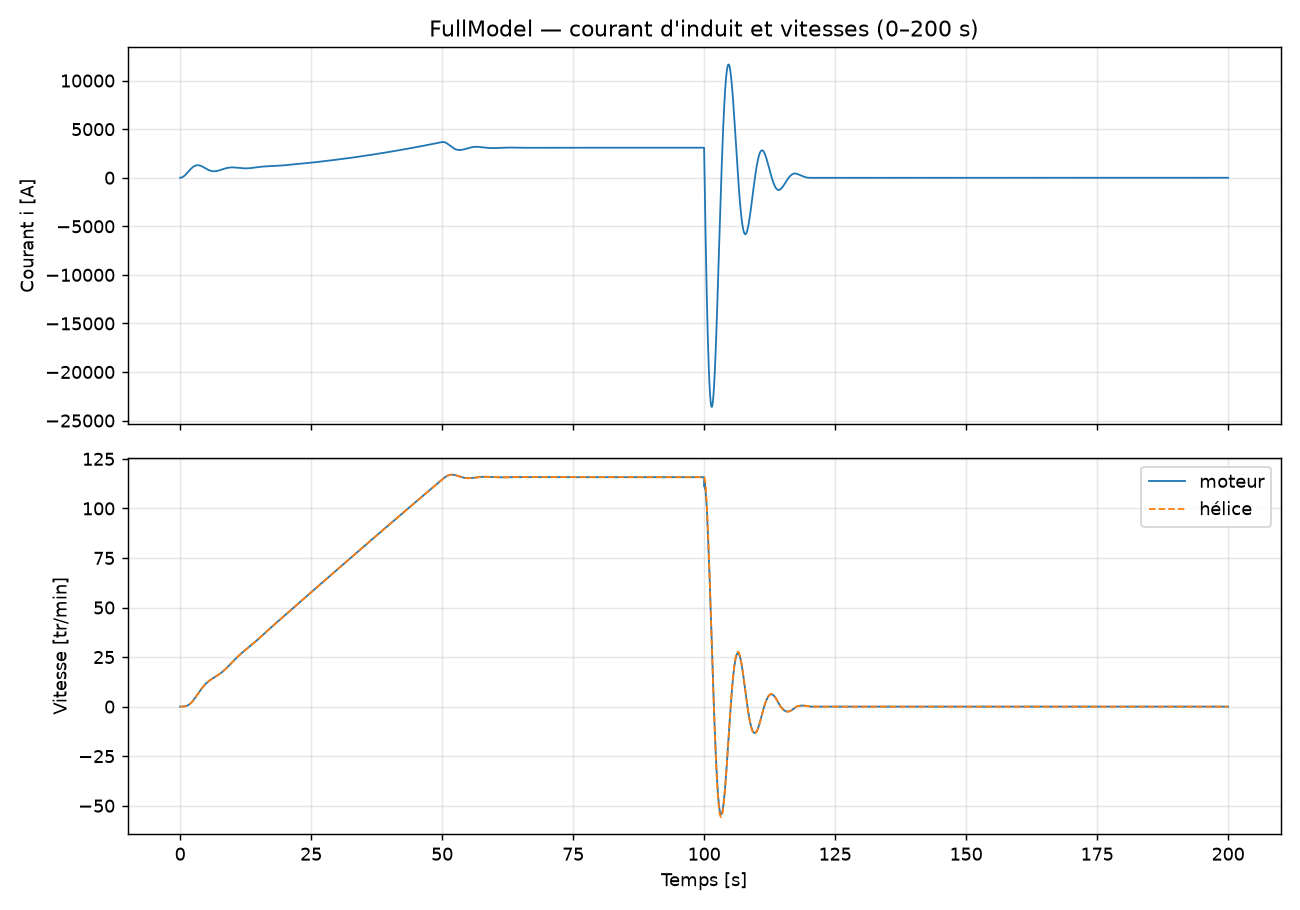 FullModel — courant d'induit et vitesses (0–200 s)
Courant i [A]
10000
5000
0
−5000
−10000
−15000
−20000
−25000
Vitesse [tr/min]
125
100
75
50
25
0
−25
−50
moteur
hélice
0 25 50 75 100 125 150 175 200
Temps [s]